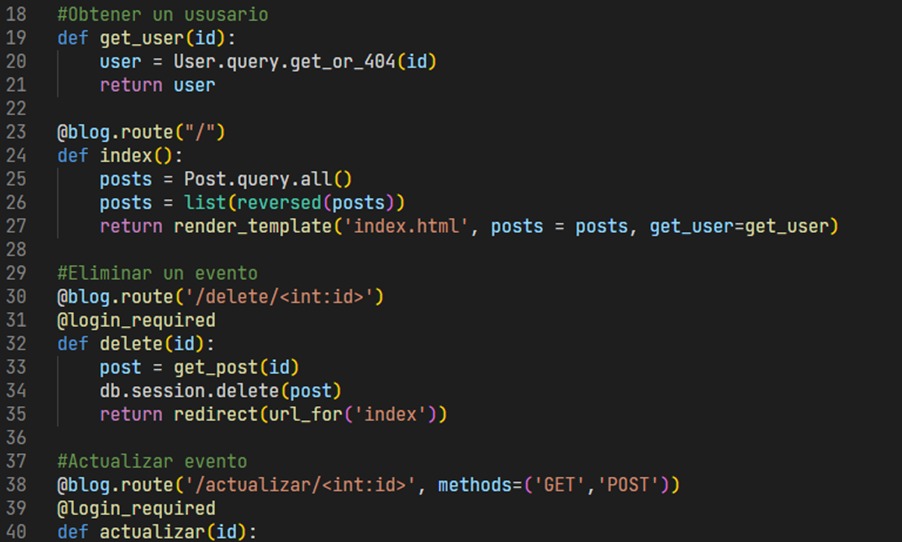 18 #Obtener un ususario
19 def get_user(id):
20     user = User.query.get_or_404(id)
21     return user
22
23 @blog.route("/")
24 def index():
25     posts = Post.query.all()
26     posts = list(reversed(posts))
27     return render_template('index.html', posts = posts, get_user=get_user)
28
29 #Eliminar un evento
30 @blog.route('/delete/<int:id>')
31 @login_required
32 def delete(id):
33     post = get_post(id)
34     db.session.delete(post)
35     return redirect(url_for('index'))
36
37 #Actualizar evento
38 @blog.route('/actualizar/<int:id>', methods=('GET','POST'))
39 @login_required
40 def actualizar(id):